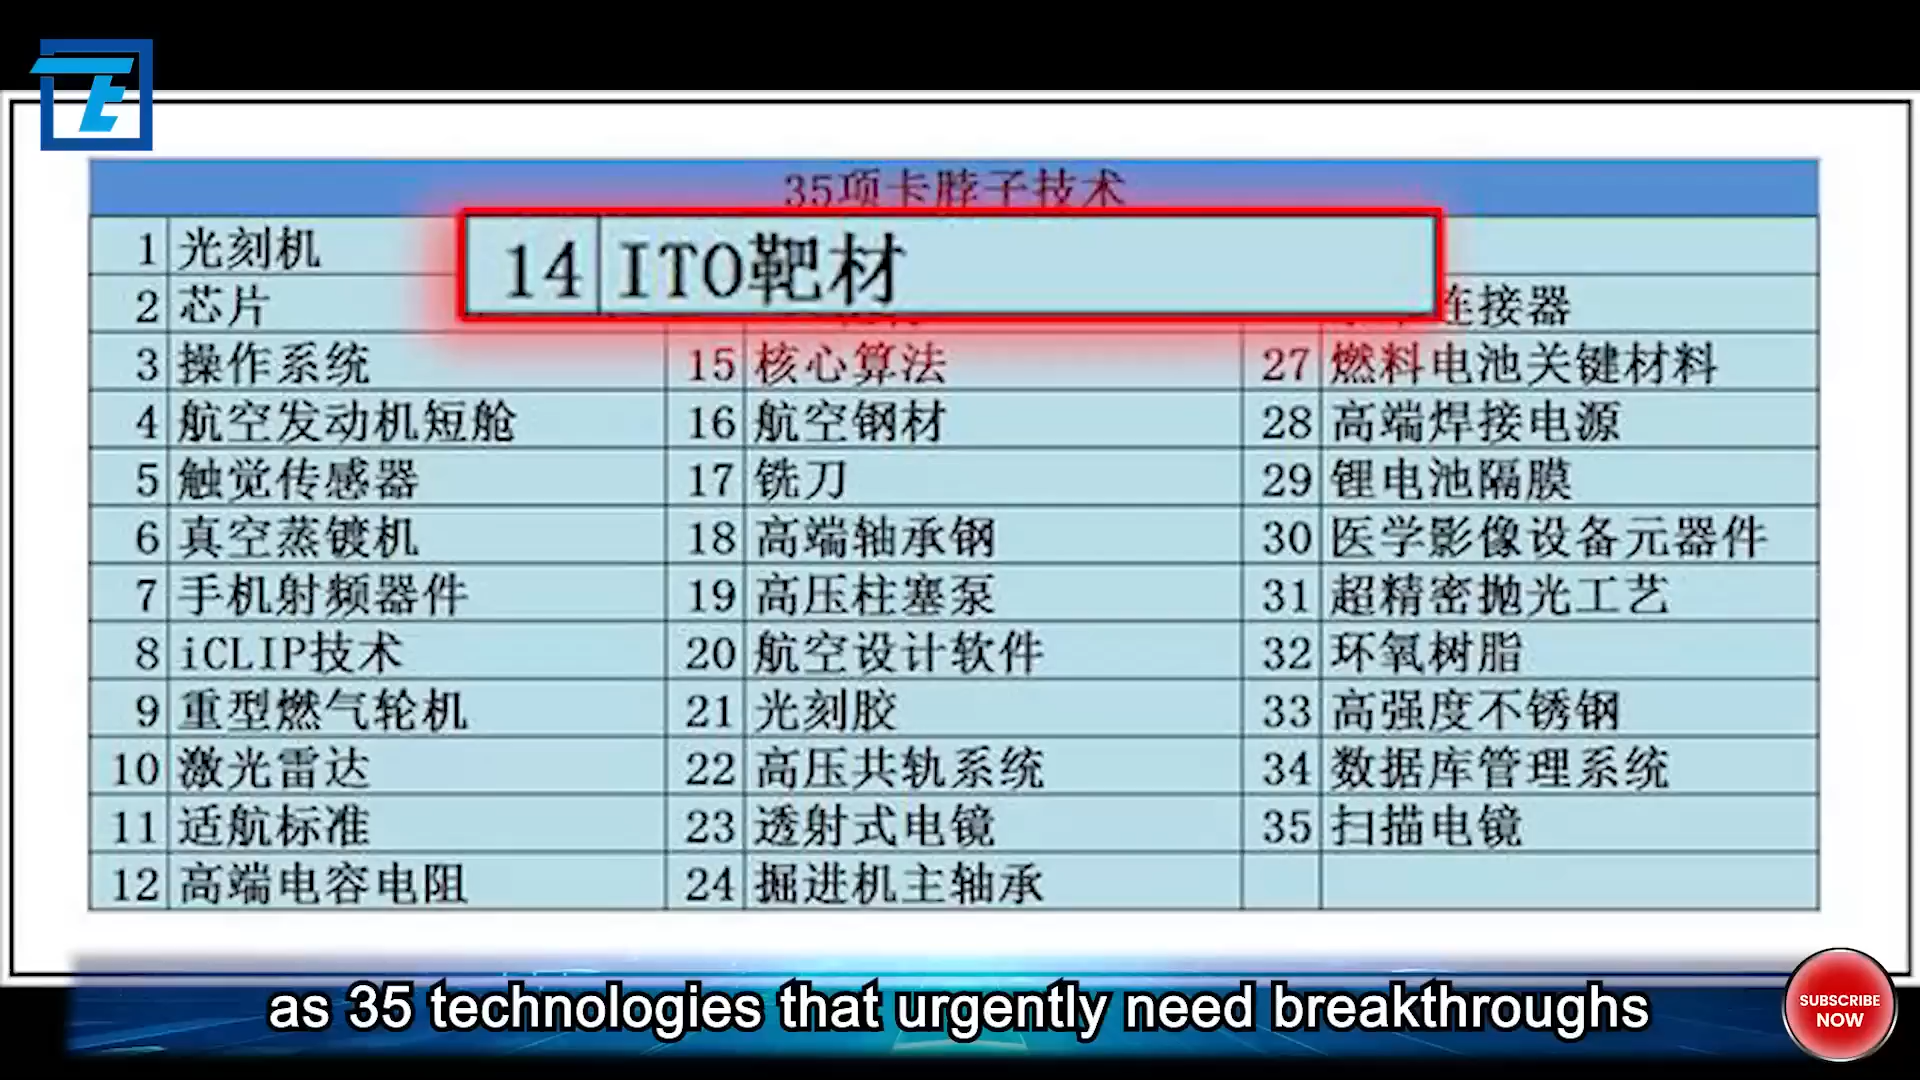 35项卡脖子技术
14 ITO靶材
1 光刻机
2 芯片
连接器
3 操作系统 15 核心算法 27 燃料电池关键材料
4 航空发动机短舱 16 航空钢材 28 高端焊接电源
5 触觉传感器 17 铣刀 29 锂电池隔膜
6 真空蒸镀机 18 高端轴承钢 30 医学影像设备元器件
7 手机射频器件 19 高压柱塞泵 31 超精密抛光工艺
8 iCLIP技术 20 航空设计软件 32 环氧树脂
9 重型燃气轮机 21 光刻胶 33 高强度不锈钢
10 激光雷达 22 高压共轨系统 34 数据库管理系统
11 适航标准 23 透射式电镜 35 扫描电镜
12 高端电容电阻 24 掘进机主轴承
as 35 technologies that urgently need breakthroughs
SUBSCRIBE
NOW